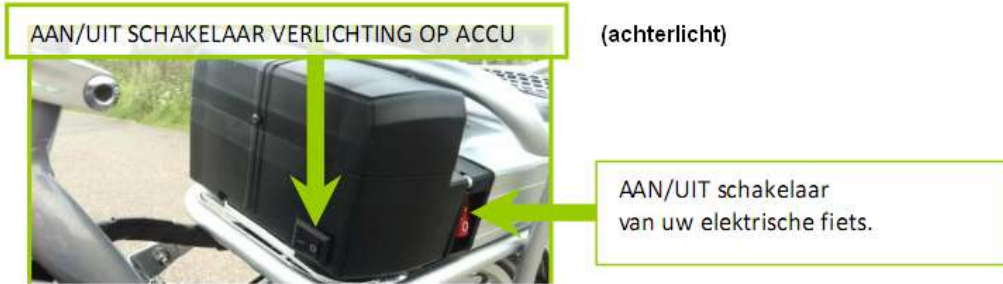 AAN/UIT SCHAKELAAR VERLICHTING OP ACCU (achterlicht)
AAN/UIT schakelaar
van uw elektrische fiets.